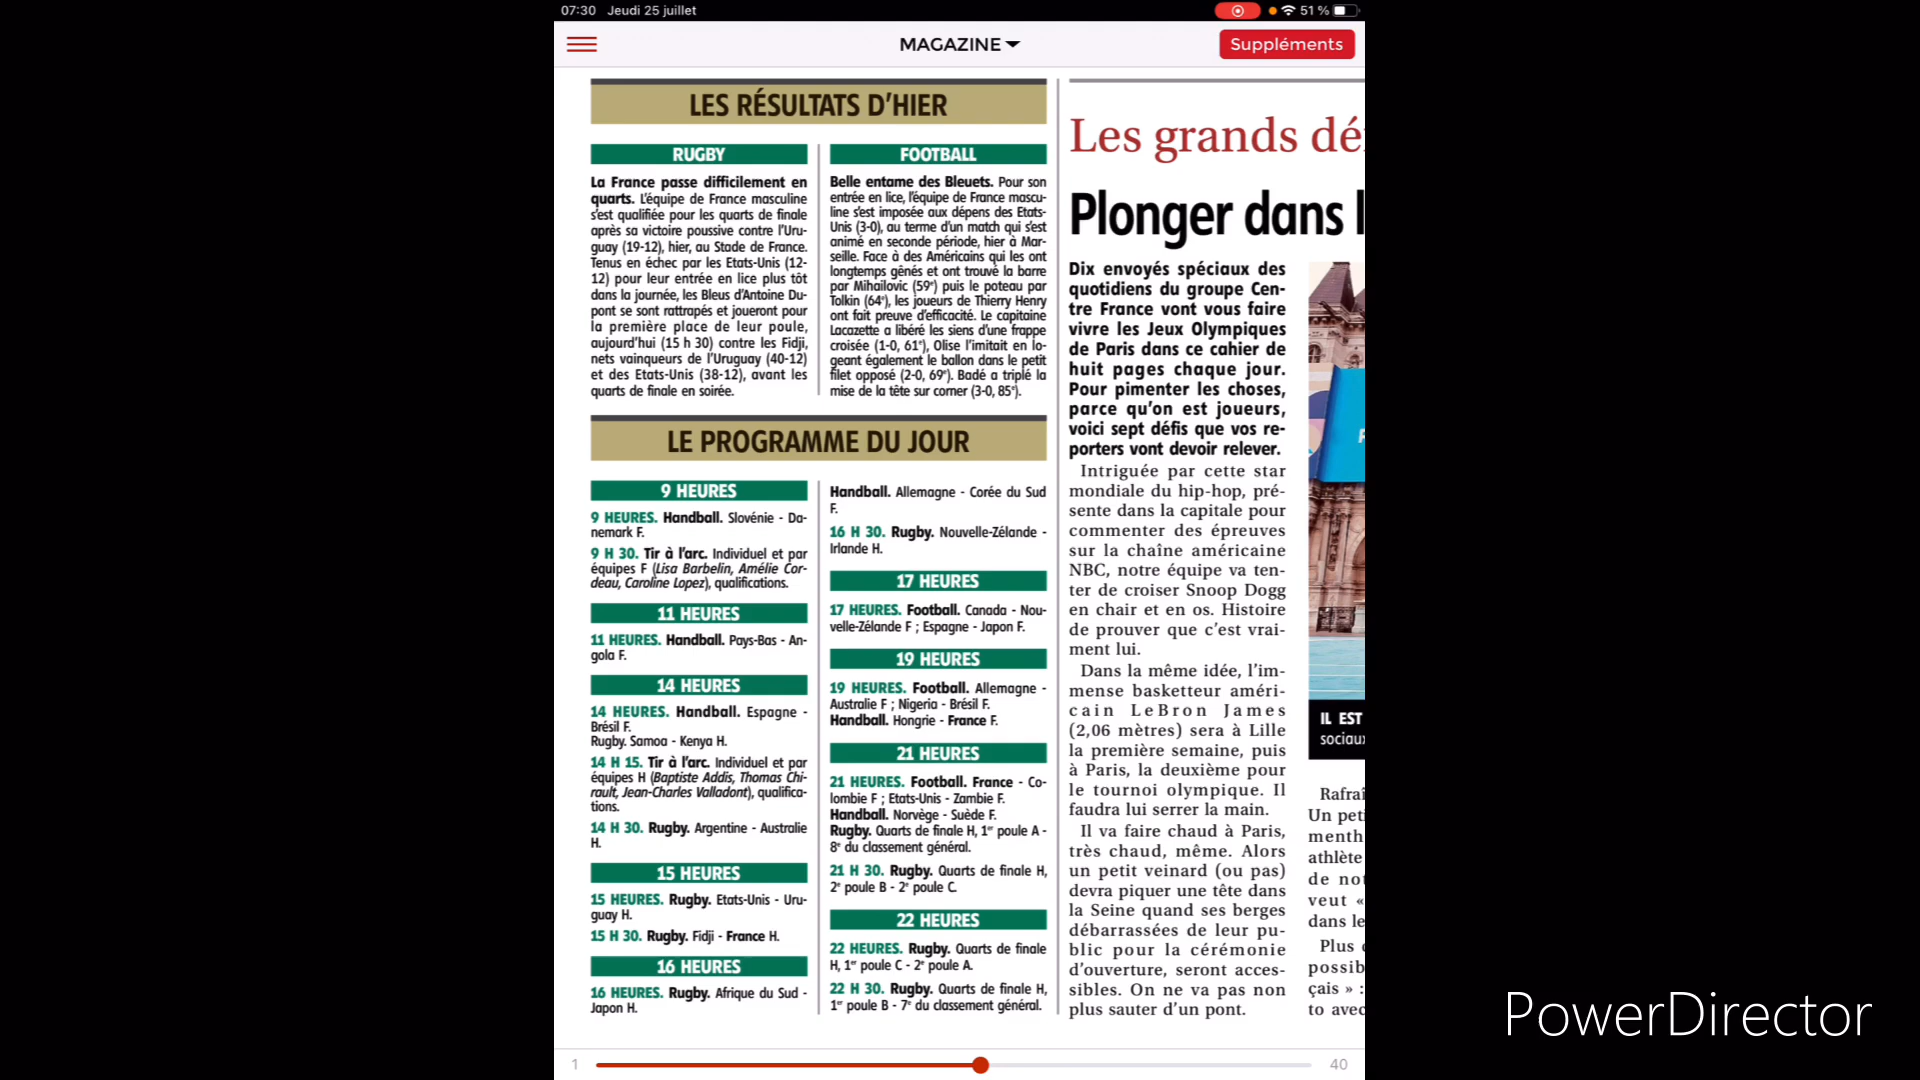 07:30 Jeudi 25 juillet
51 %
MAGAZINE
Suppléments
LES RÉSULTATS D'HIER
RUGBY
La France passe difficilement en
quarts. L'équipe de France masculine
s'est qualifiée pour les quarts de finale
après sa victoire poussive contre l'Uru-
guay (19-12), hier, au Stade de France.
Tenus en échec par les Etats-Unis (12-
12) pour leur entrée en lice plus tôt
dans la journée, les Bleus d'Antoine Du-
pont se sont rattrapés et joueront pour
la première place de leur poule,
aujourd'hui (15 h 30) contre les Fidji,
nets vainqueurs de l'Uruguay (40-12)
et des Etats-Unis (38-12), avant les
quarts de finale en soirée.
FOOTBALL
Belle entame des Bleuets. Pour son
entrée en lice, l'équipe de France mascu-
line s'est imposée aux dépens des Etats-
Unis (3-0), au terme d'un match qui s'est
animé en seconde période, hier à Mar-
seille. Face à des Américains qui les ont
longtemps gênés et ont trouvé la barre
par Mihailovic (59e) puis le poteau par
Tolkin (64e), les joueurs de Thierry Henry
ont fait preuve d'efficacité. Le capitaine
Lacazette a libéré les siens d'une frappe
croisée (1-0, 61e), Olise l'imitait en lo-
geant également le ballon dans le petit
filet opposé (2-0, 69e). Badé a triplé la
mise de la tête sur corner (3-0, 85e).
LE PROGRAMME DU JOUR
9 HEURES
9 HEURES. Handball. Slovénie - Da-
nemark F.
9 H 30. Tir à l'arc. Individuel et par
équipes F (Lisa Barbelin, Amélie Cor-
deau, Caroline Lopez), qualifications.
11 HEURES
11 HEURES. Handball. Pays-Bas - An-
gola F.
14 HEURES
14 HEURES. Handball. Espagne -
Brésil F.
Rugby. Samoa - Kenya H.
14 H 15. Tir à l'arc. Individuel et par
équipes H (Baptiste Addis, Thomas Chi-
rault, Jean-Charles Valladont), qualifica-
tions.
14 H 30. Rugby. Argentine - Australie
H.
15 HEURES
15 HEURES. Rugby. Etats-Unis - Uru-
guay H.
15 H 30. Rugby. Fidji - France H.
16 HEURES
16 HEURES. Rugby. Afrique du Sud -
Japon H.
Handball. Allemagne - Corée du Sud
F.
16 H 30. Rugby. Nouvelle-Zélande -
Irlande H.
17 HEURES
17 HEURES. Football. Canada - Nou-
velle-Zélande F ; Espagne - Japon F.
19 HEURES
19 HEURES. Football. Allemagne -
Australie F ; Nigeria - Brésil F.
Handball. Hongrie - France F.
21 HEURES
21 HEURES. Football. France - Co-
lombie F ; Etats-Unis - Zambie F.
Handball. Norvège - Suède F.
Rugby. Quarts de finale H, 1er poule A -
8e du classement général.
21 H 30. Rugby. Quarts de finale H,
2e poule B - 2e poule C.
22 HEURES
22 HEURES. Rugby. Quarts de finale
H, 1er poule C - 2e poule A.
22 H 30. Rugby. Quarts de finale H,
1er poule B - 7e du classement général.
Les grands dé
Plonger dans l
Dix envoyés spéciaux des
quotidiens du groupe Cen-
tre France vont vous faire
vivre les Jeux Olympiques
de Paris dans ce cahier de
huit pages chaque jour.
Pour pimenter les choses,
parce qu'on est joueurs,
voici sept défis que vos re-
porters vont devoir relever.
Intriguée par cette star
mondiale du hip-hop, pré-
sente dans la capitale pour
commenter des épreuves
sur la chaîne américaine
NBC, notre équipe va ten-
ter de croiser Snoop Dogg
en chair et en os. Histoire
de prouver que c'est vrai-
ment lui.
Dans la même idée, l'im-
mense basketteur améri-
cain LeBron James
(2,06 mètres) sera à Lille
la première semaine, puis
à Paris, la deuxième pour
le tournoi olympique. Il
faudra lui serrer la main.
Il va faire chaud à Paris,
très chaud, même. Alors
un petit veinard (ou pas)
devra piquer une tête dans
la Seine quand ses berges
débarrassées de leur pu-
blic pour la cérémonie
d'ouverture, seront acces-
sibles. On ne va pas non
plus sauter d'un pont.
IL EST
sociaux
Rafraî
Un peti
menth
athlète
de not
veut «
dans le
Plus d
possib
çais » :
to avec
1
40
PowerDirector